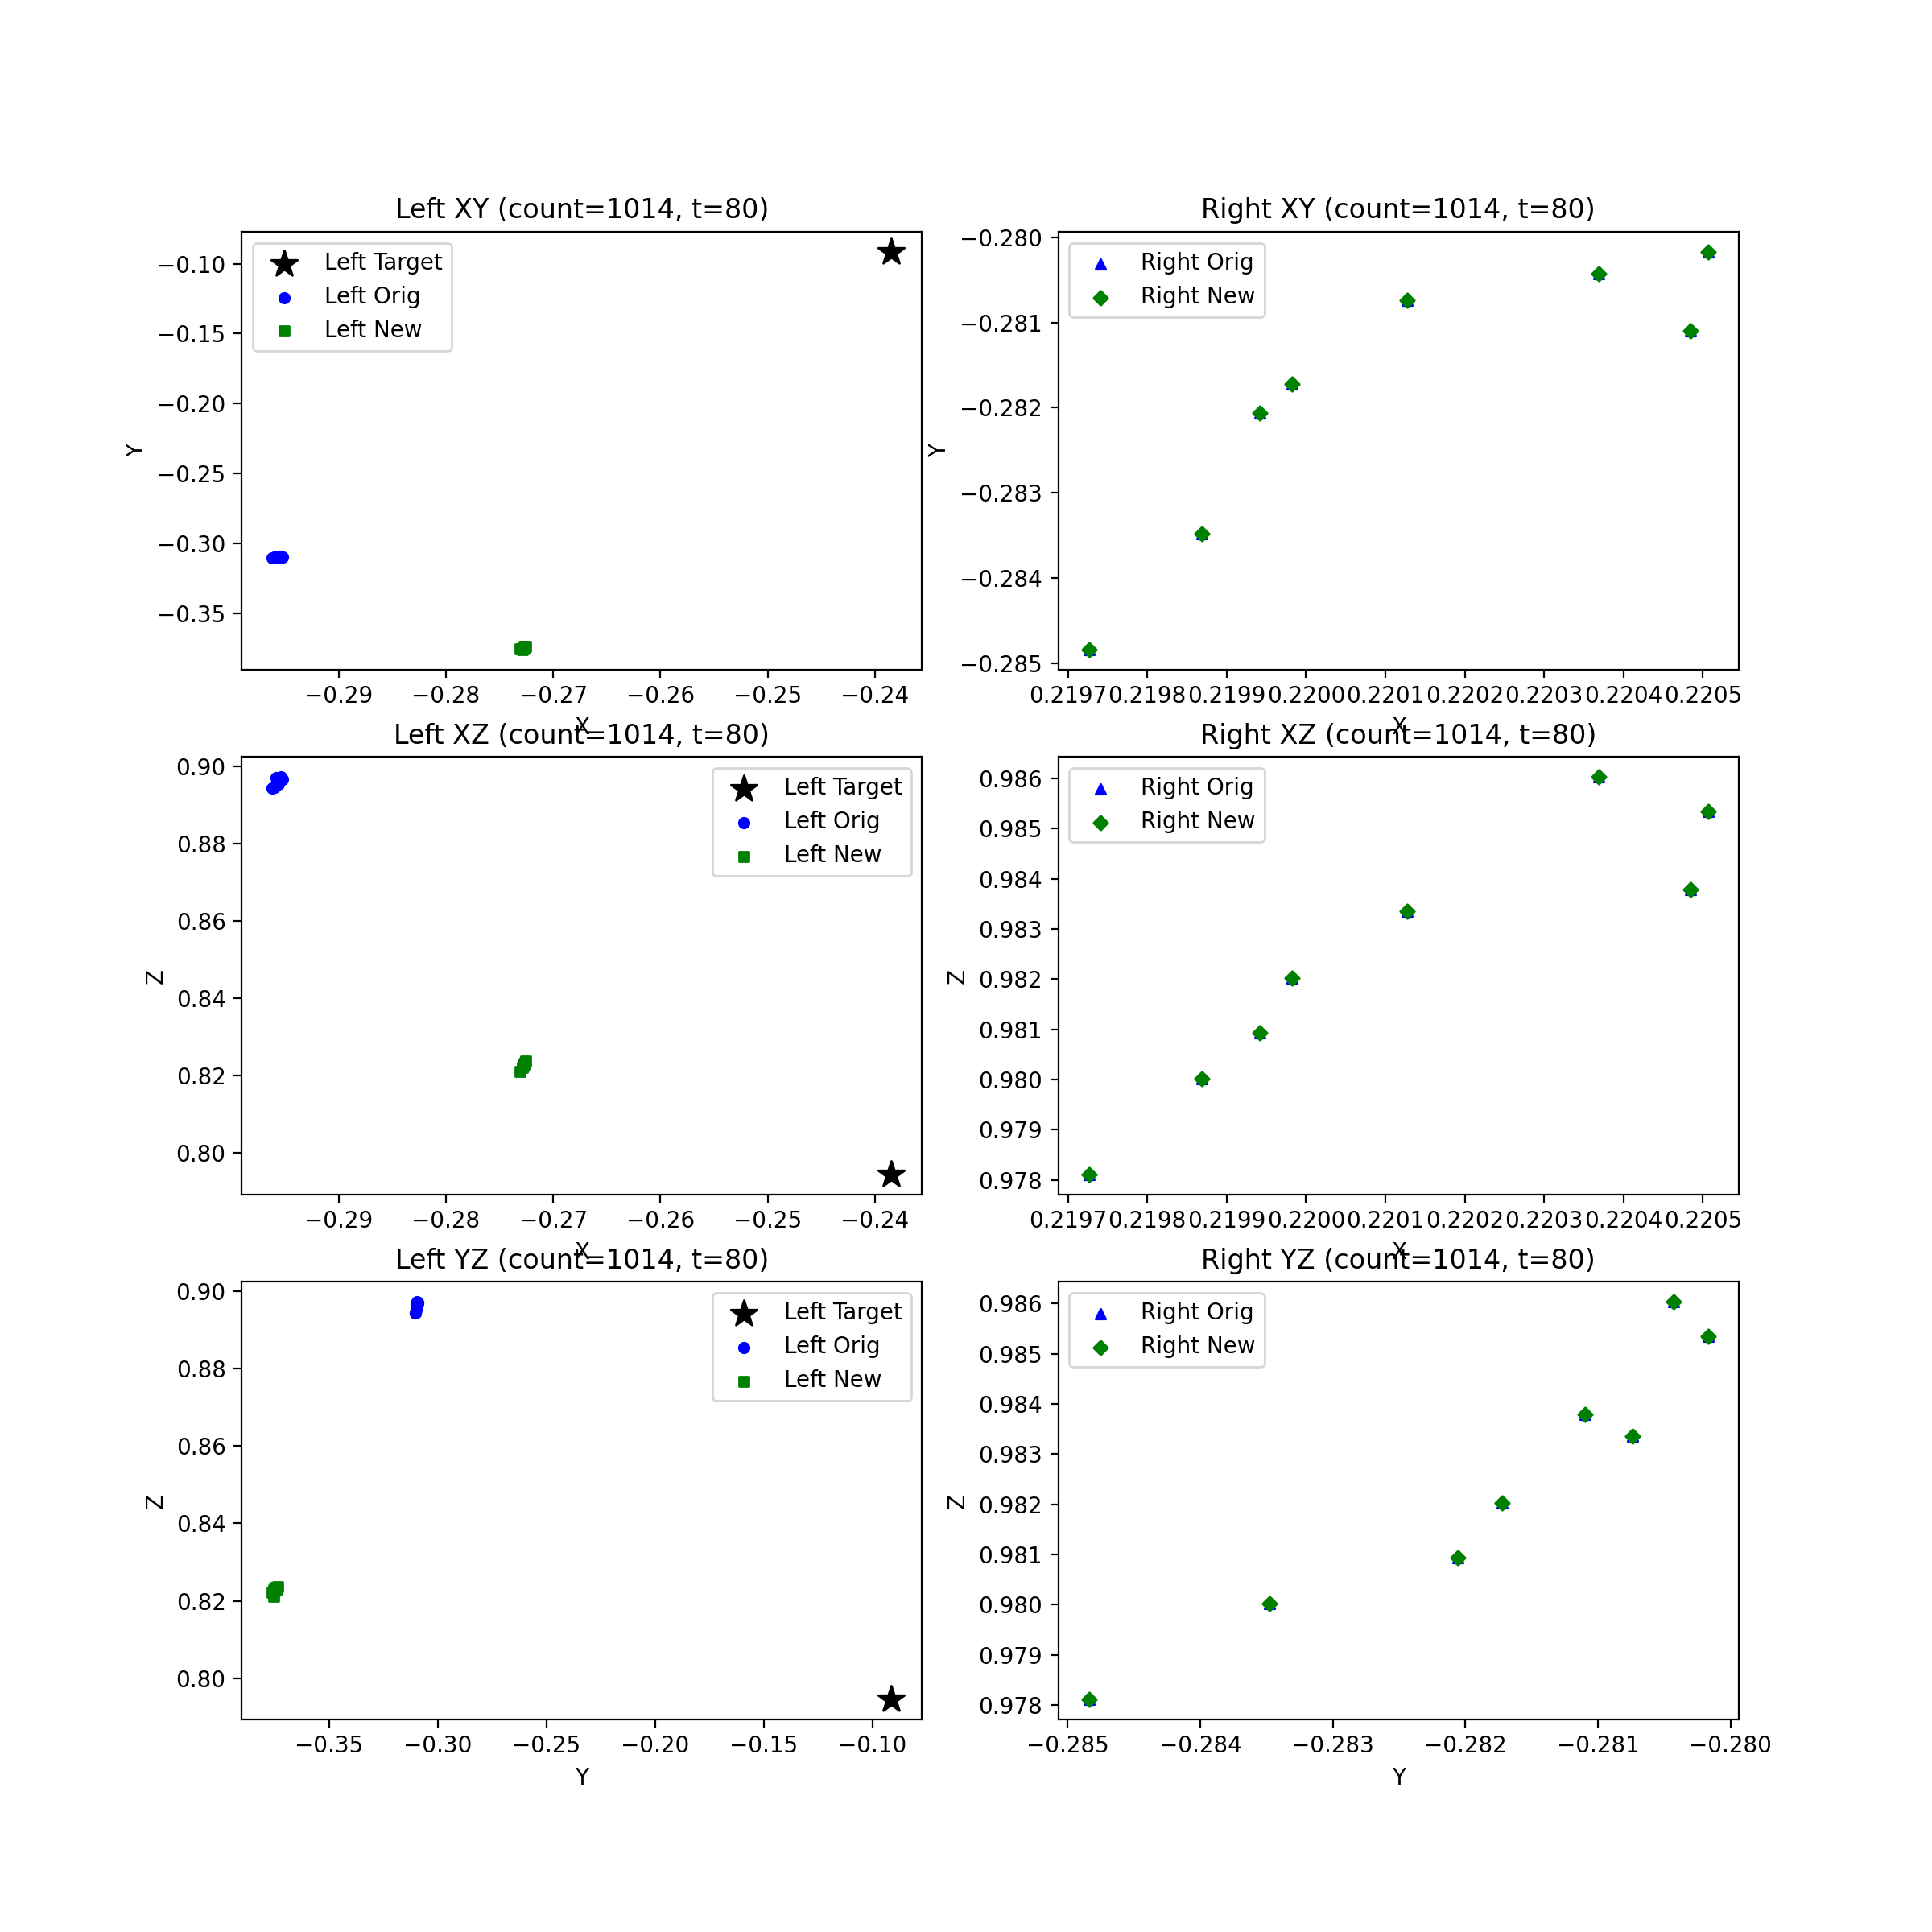 Left XY (count=1014, t=80)
Left Target
Left Orig
Left New
−0.10
−0.15
−0.20
−0.25
−0.30
−0.35
Y
−0.29 −0.28 −0.27 −0.26 −0.25 −0.24
X
Right XY (count=1014, t=80)
Right Orig
Right New
−0.280
−0.281
−0.282
−0.283
−0.284
−0.285
Y
0.2197 0.2198 0.2199 0.2200 0.2201 0.2202 0.2203 0.2204 0.2205
X
Left XZ (count=1014, t=80)
Left Target
Left Orig
Left New
0.90
0.88
0.86
0.84
0.82
0.80
Z
−0.29 −0.28 −0.27 −0.26 −0.25 −0.24
X
Right XZ (count=1014, t=80)
Right Orig
Right New
0.986
0.985
0.984
0.983
0.982
0.981
0.980
0.979
0.978
Z
0.2197 0.2198 0.2199 0.2200 0.2201 0.2202 0.2203 0.2204 0.2205
X
Left YZ (count=1014, t=80)
Left Target
Left Orig
Left New
0.90
0.88
0.86
0.84
0.82
0.80
Z
−0.35 −0.30 −0.25 −0.20 −0.15 −0.10
Y
Right YZ (count=1014, t=80)
Right Orig
Right New
0.986
0.985
0.984
0.983
0.982
0.981
0.980
0.979
0.978
Z
−0.285 −0.284 −0.283 −0.282 −0.281 −0.280
Y